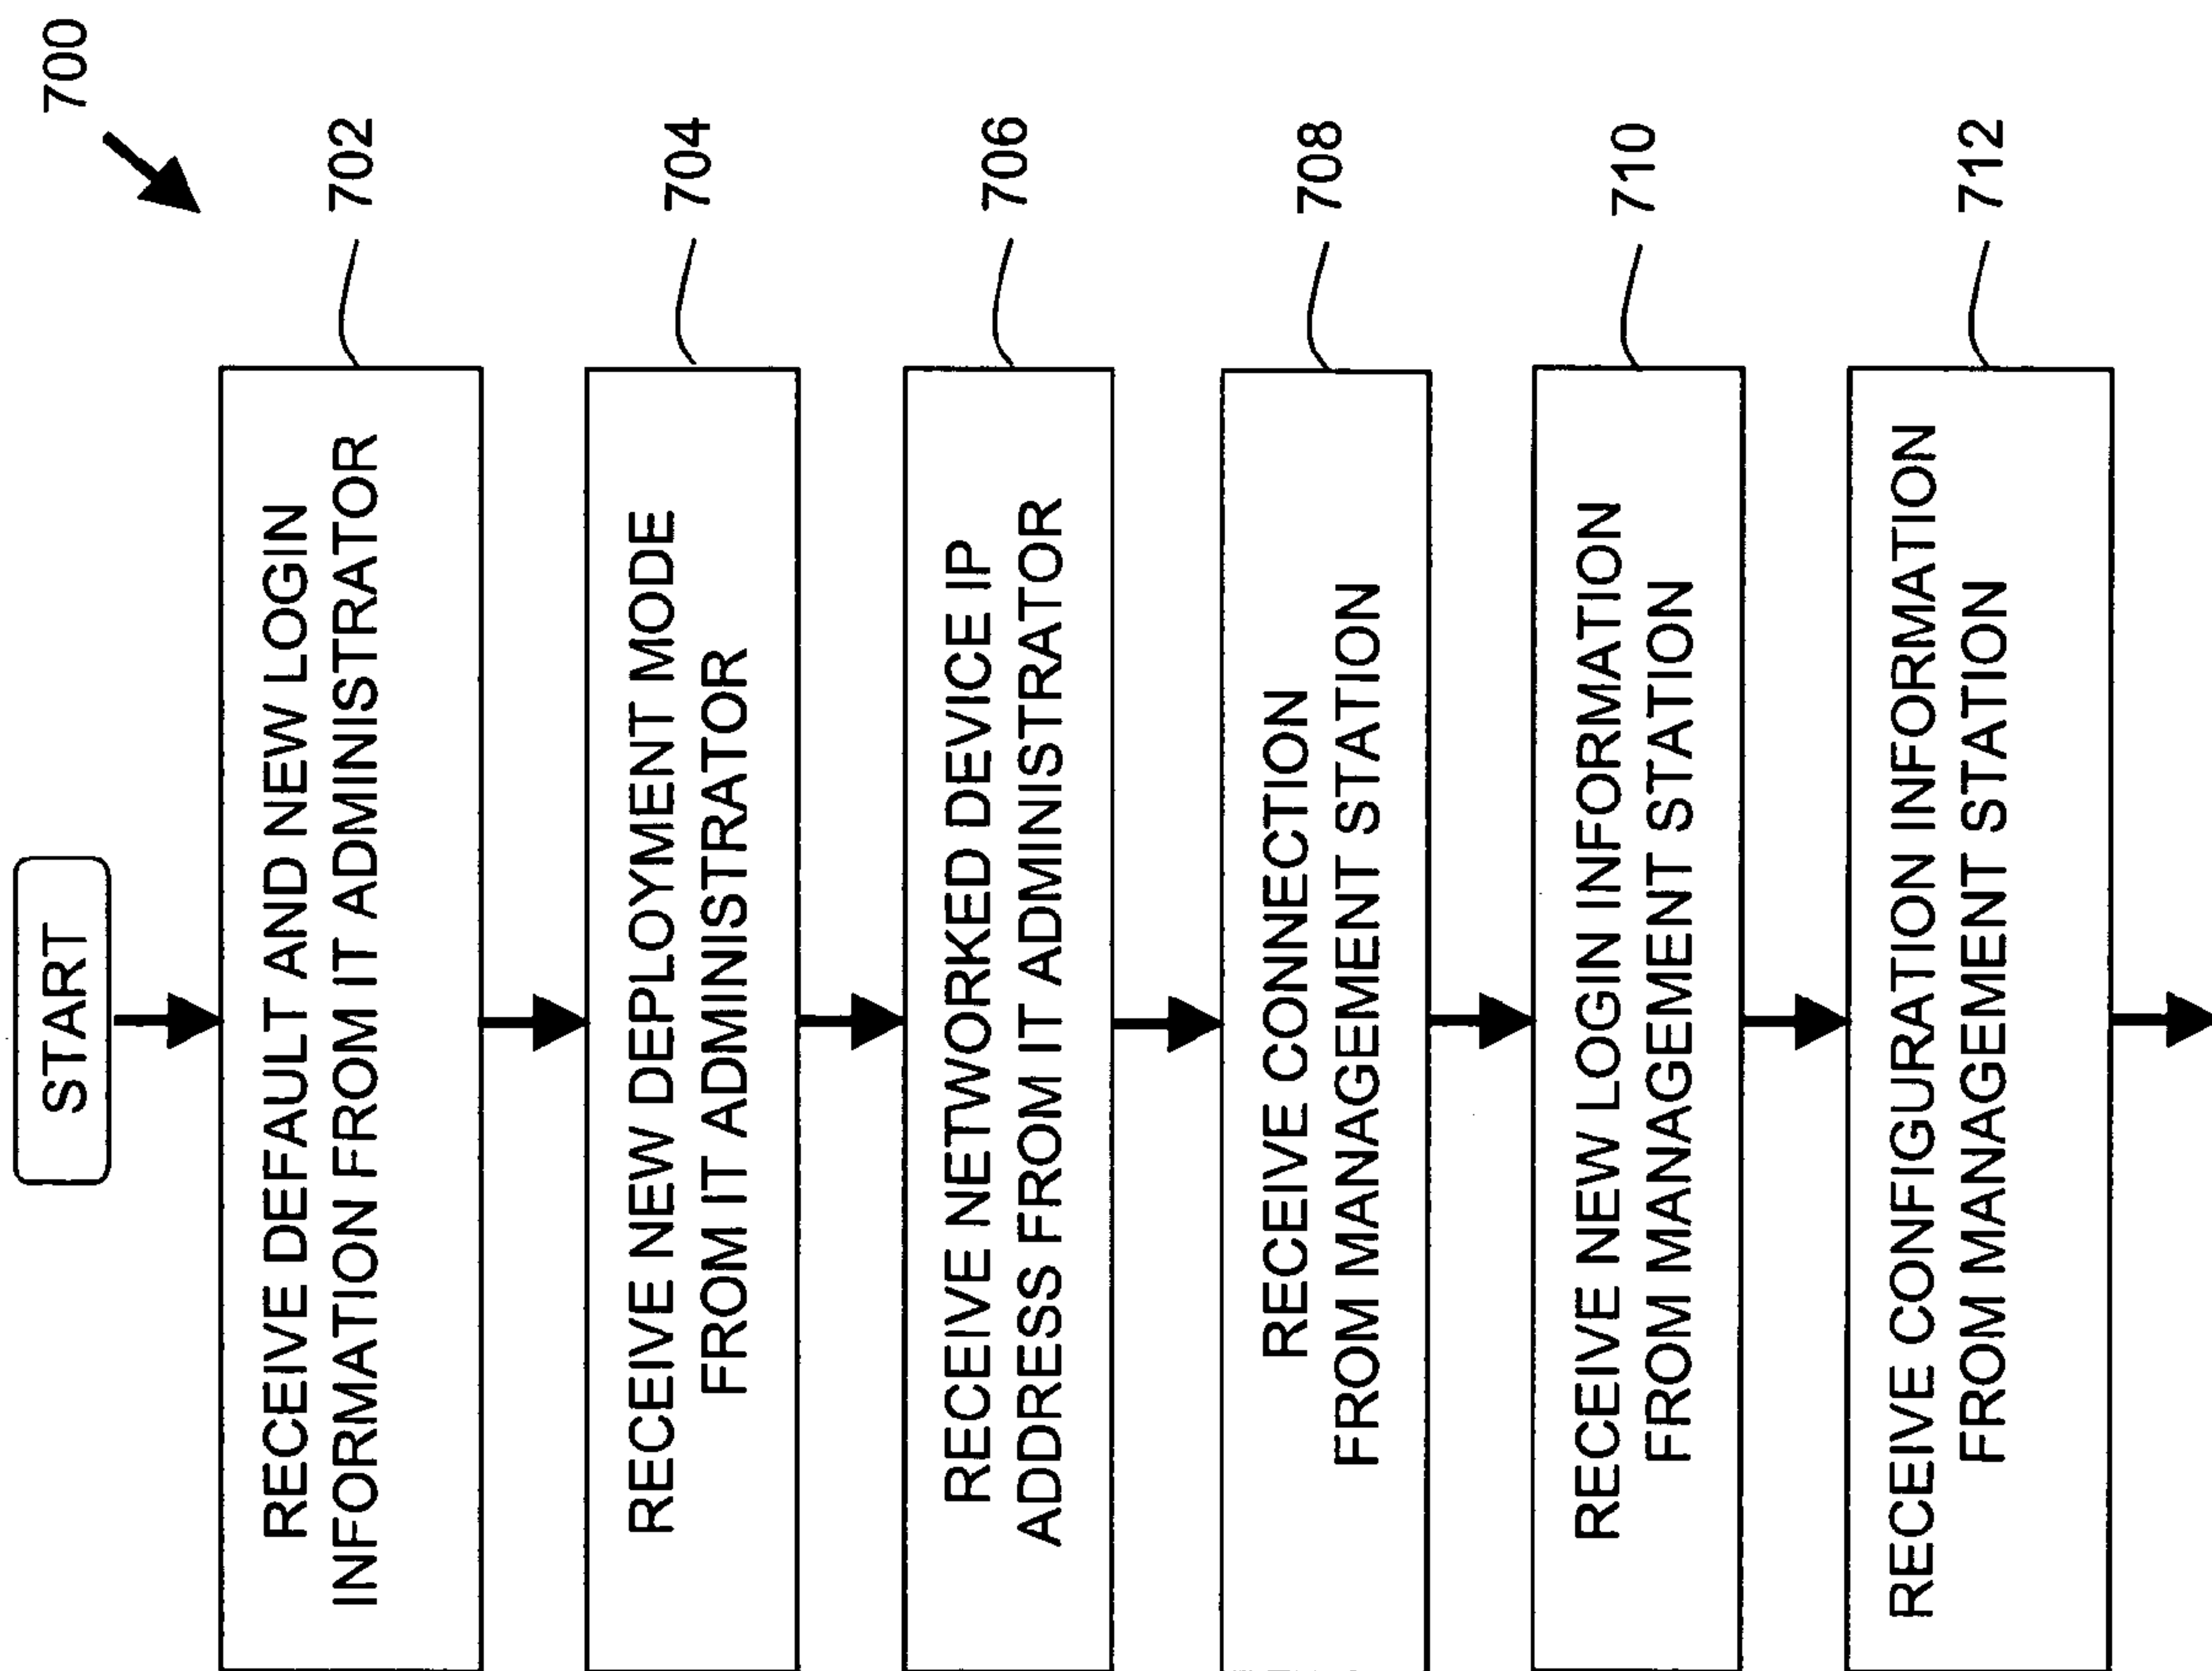 700
START
RECEIVE DEFAULT AND NEW LOGIN
INFORMATION FROM IT ADMINISTRATOR
702
RECEIVE NEW DEPLOYMENT MODE
FROM IT ADMINISTRATOR
704
RECEIVE NETWORKED DEVICE IP
ADDRESS FROM IT ADMINISTRATOR
706
RECEIVE CONNECTION
FROM MANAGEMENT STATION
708
RECEIVE NEW LOGIN INFORMATION
FROM MANAGEMENT STATION
710
RECEIVE CONFIGURATION INFORMATION
FROM MANAGEMENT STATION
712